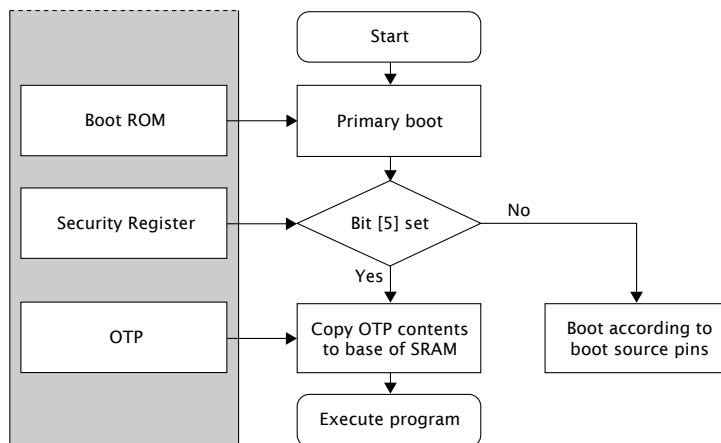 Start
Boot ROM
Primary boot
Security Register
Bit [5] set
No
Yes
OTP
Copy OTP contents
to base of SRAM
Boot according to
boot source pins
Execute program